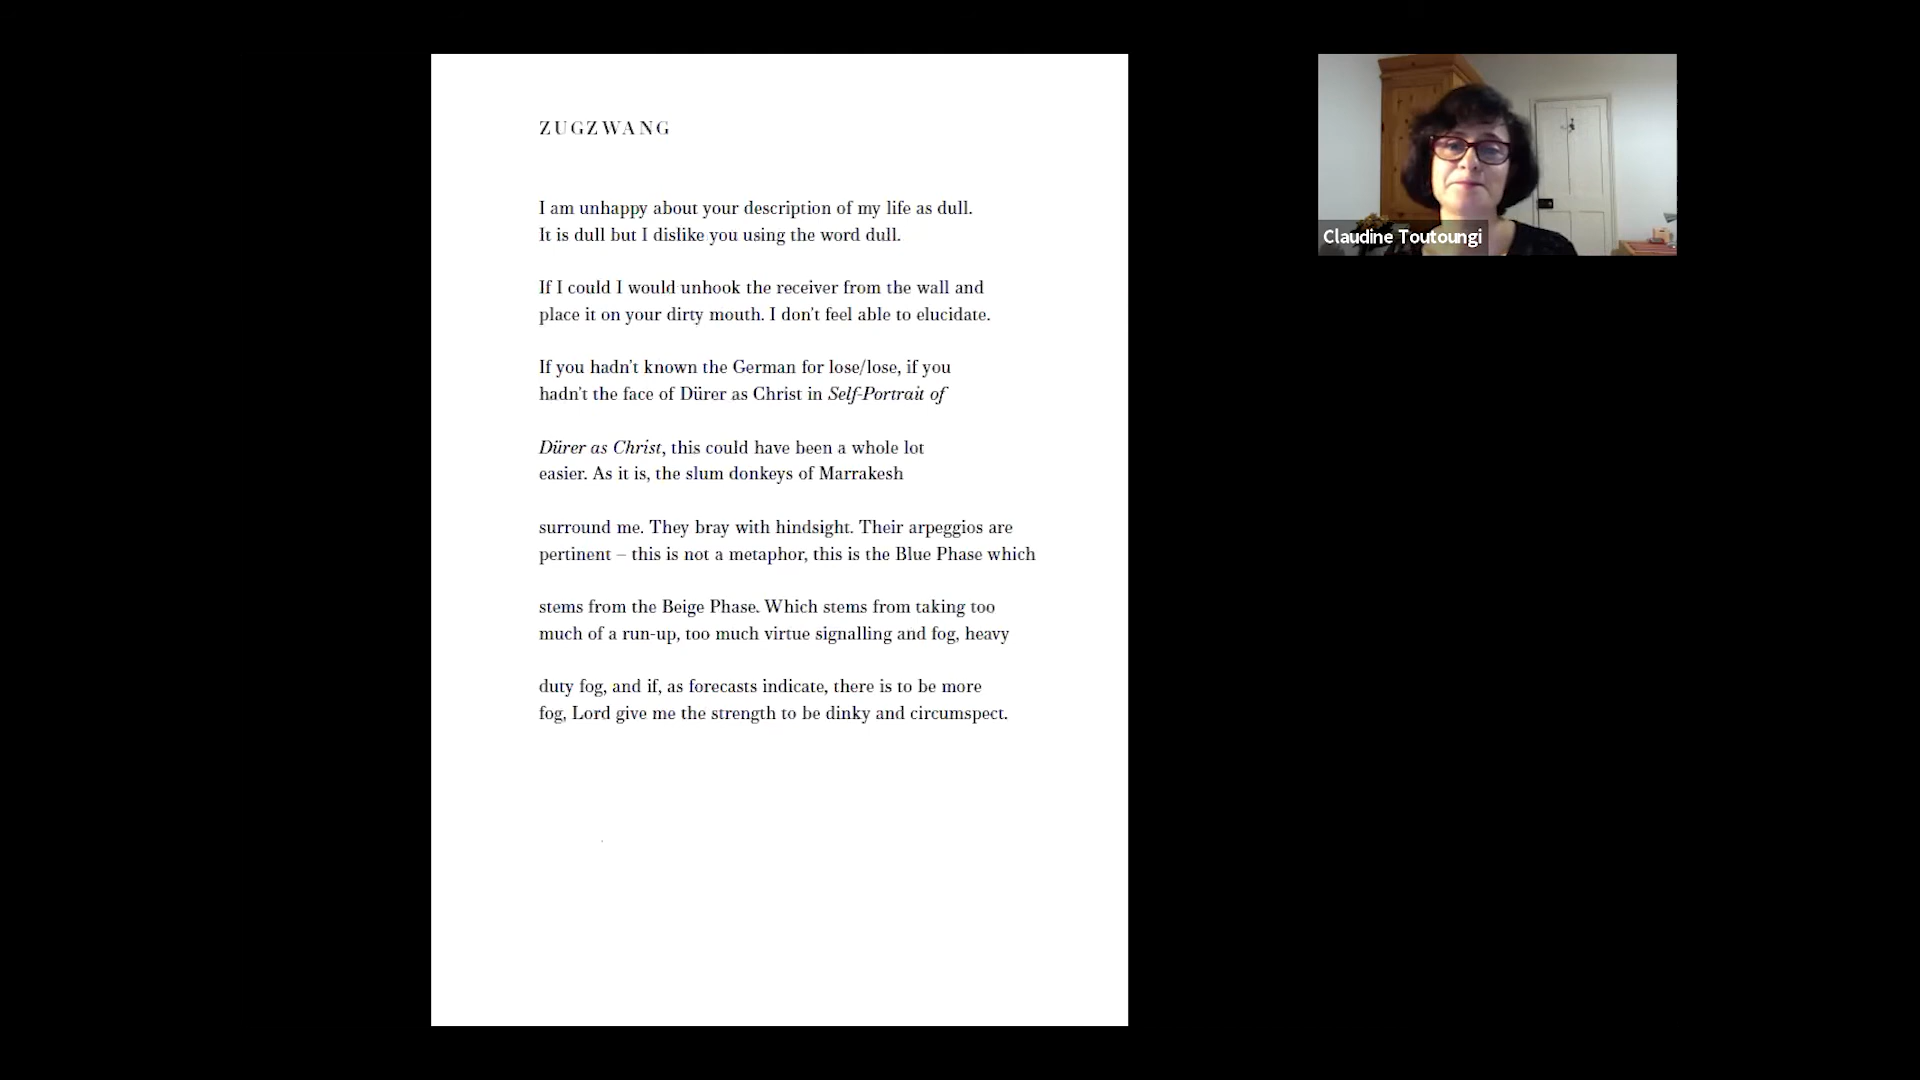 ZUGZWANG
I am unhappy about your description of my life as dull.
It is dull but I dislike you using the word dull.
If I could I would unhook the receiver from the wall and
place it on your dirty mouth. I don't feel able to elucidate.
If you hadn't known the German for lose/lose, if you
hadn't the face of Dürer as Christ in Self-Portrait of
Dürer as Christ, this could have been a whole lot
easier. As it is, the slum donkeys of Marrakesh
surround me. They bray with hindsight. Their arpeggios are
pertinent – this is not a metaphor, this is the Blue Phase which
stems from the Beige Phase. Which stems from taking too
much of a run-up, too much virtue signalling and fog, heavy
duty fog, and if, as forecasts indicate, there is to be more
fog, Lord give me the strength to be dinky and circumspect.
Claudine Toutoungi